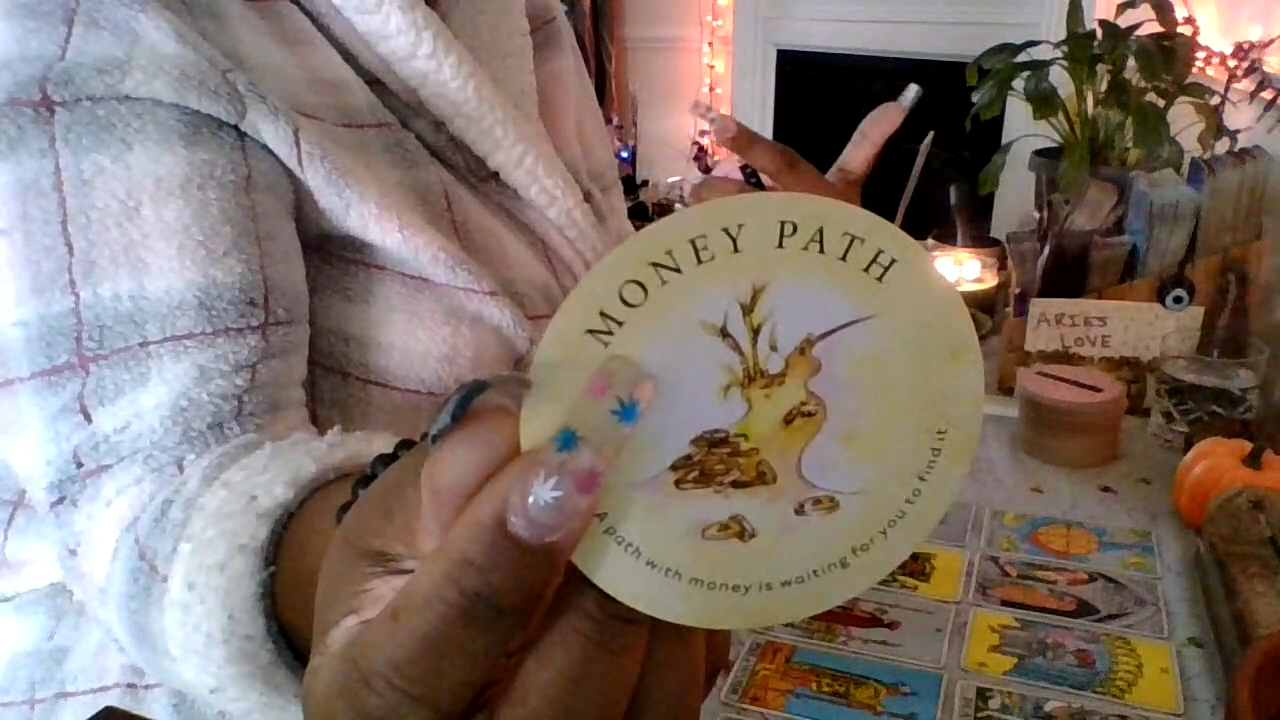 MONEY PATH
A path with money is waiting for you to find it
ARIES
LOVE